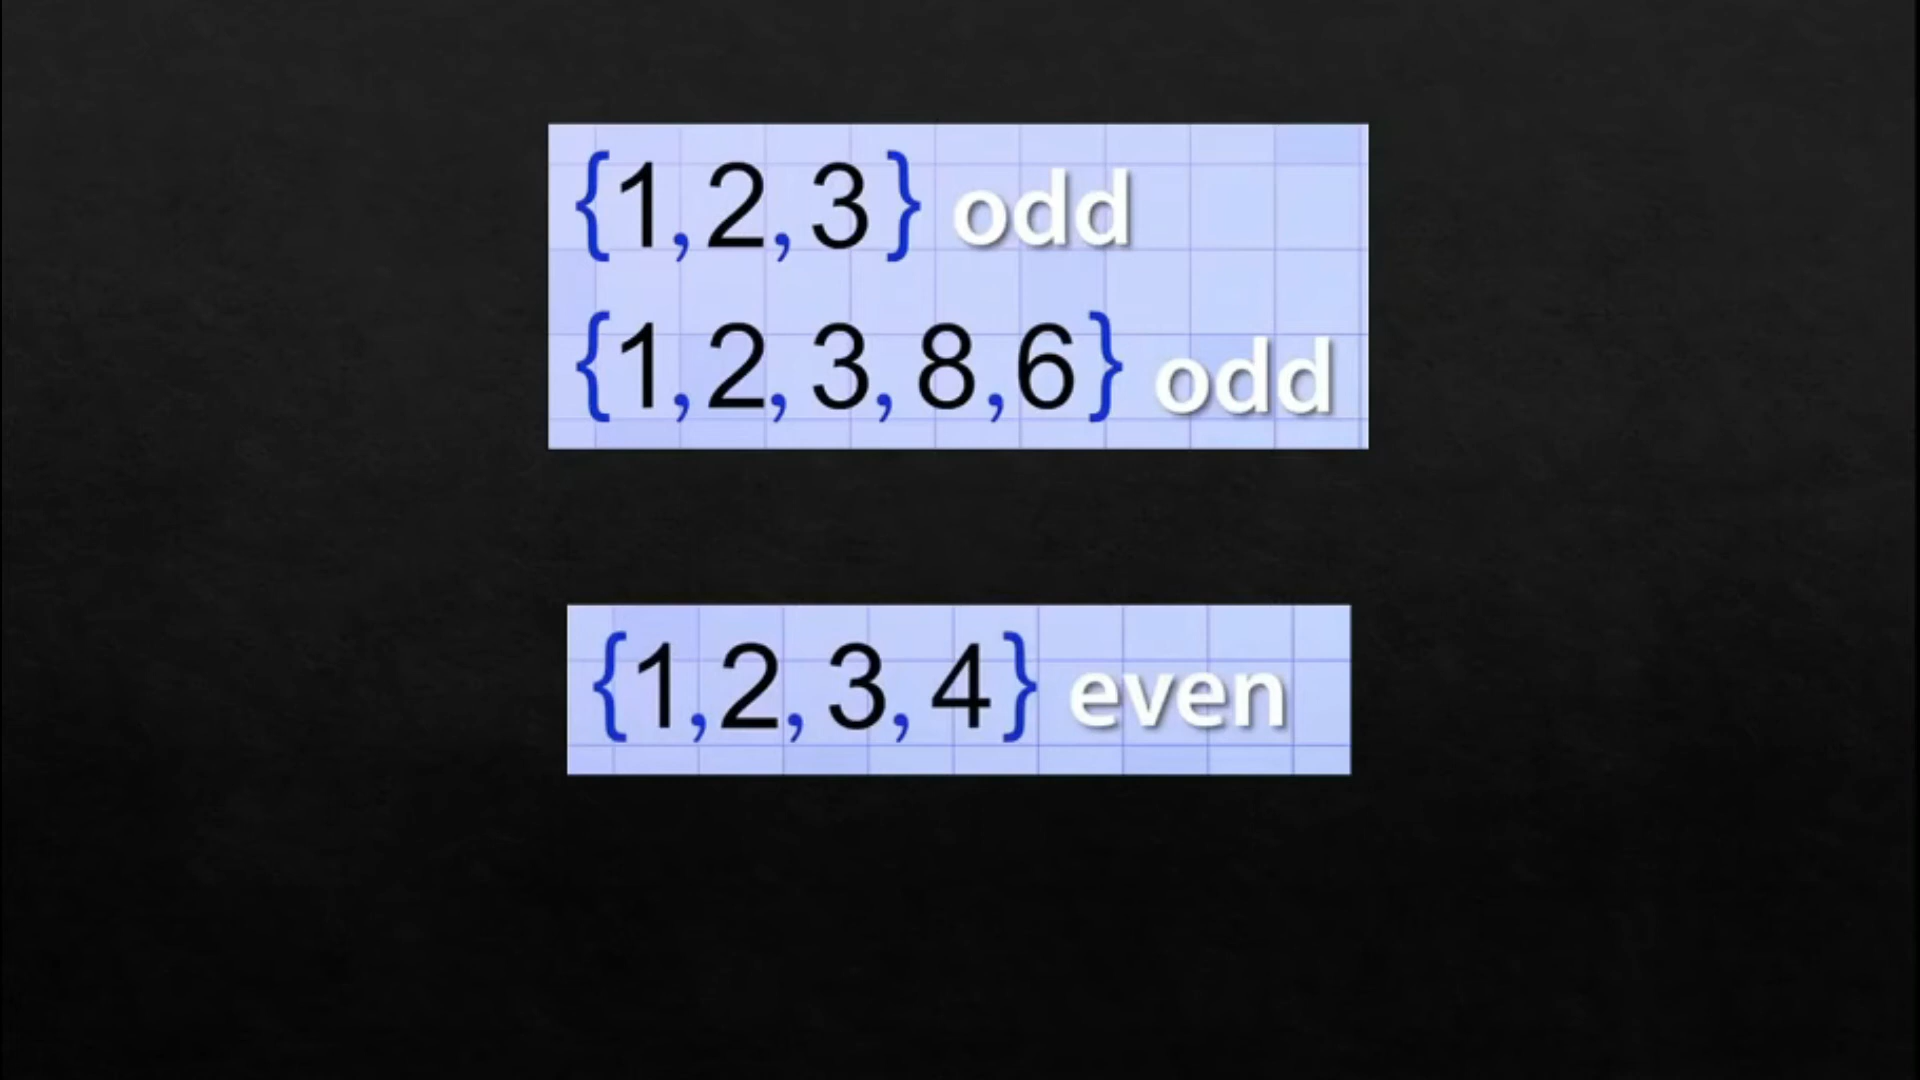 {1,2,3} odd
{1,2,3,8,6} odd
{1,2,3,4} even